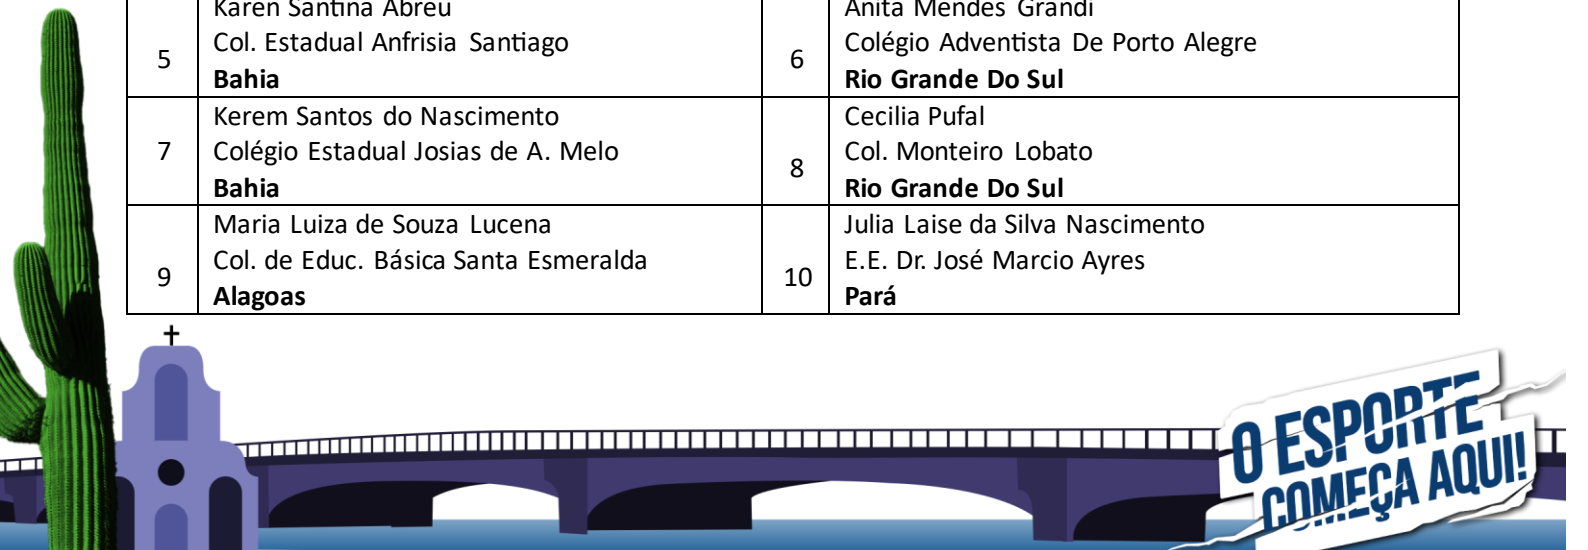 Karen Santina Abreu
5
Col. Estadual Anfrisia Santiago
Bahia
Anita Mendes Grandi
6
Colégio Adventista De Porto Alegre
Rio Grande Do Sul
7
Kerem Santos do Nascimento
Colégio Estadual Josias de A. Melo
Bahia
8
Cecilia Pufal
Col. Monteiro Lobato
Rio Grande Do Sul
9
Maria Luiza de Souza Lucena
Col. de Educ. Básica Santa Esmeralda
Alagoas
10
Julia Laise da Silva Nascimento
E.E. Dr. José Marcio Ayres
Pará
O ESPORTE
COMEÇA AQUI!